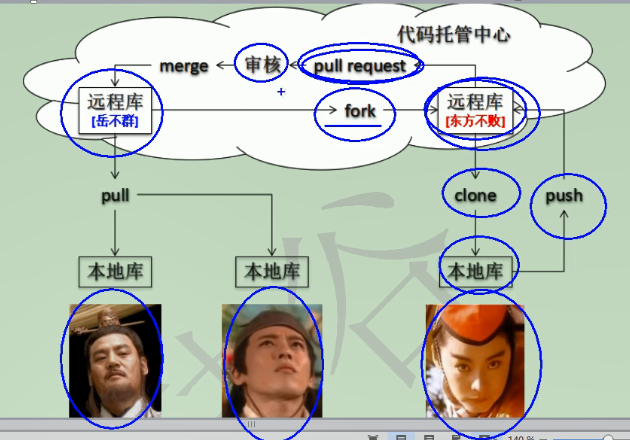 代码托管中心
merge
审核
pull request
远程库
[岳不群]
fork
远程库
[东方不败]
pull
clone
push
本地库
本地库
本地库
140 %